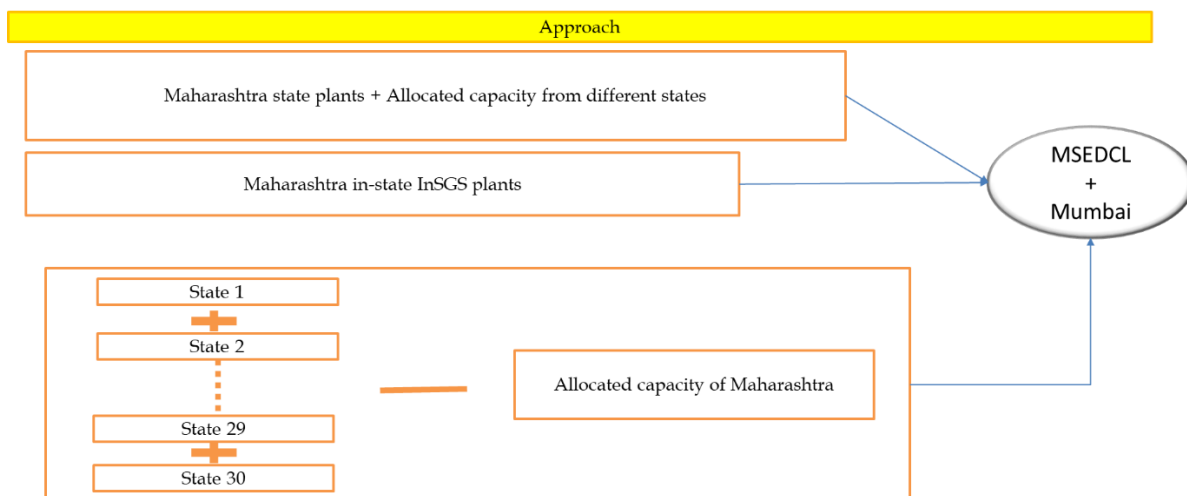 Approach
Maharashtra state plants + Allocated capacity from different states
Maharashtra in-state InSGS plants
MSEDCL
+
Mumbai
State 1
State 2
Allocated capacity of Maharashtra
State 29
State 30